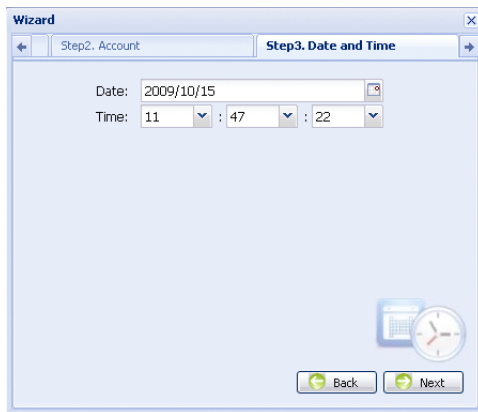 Wizard
Step2. Account Step3. Date and Time
Date: 2009/10/15
Time: 11 : 47 : 22
Back Next